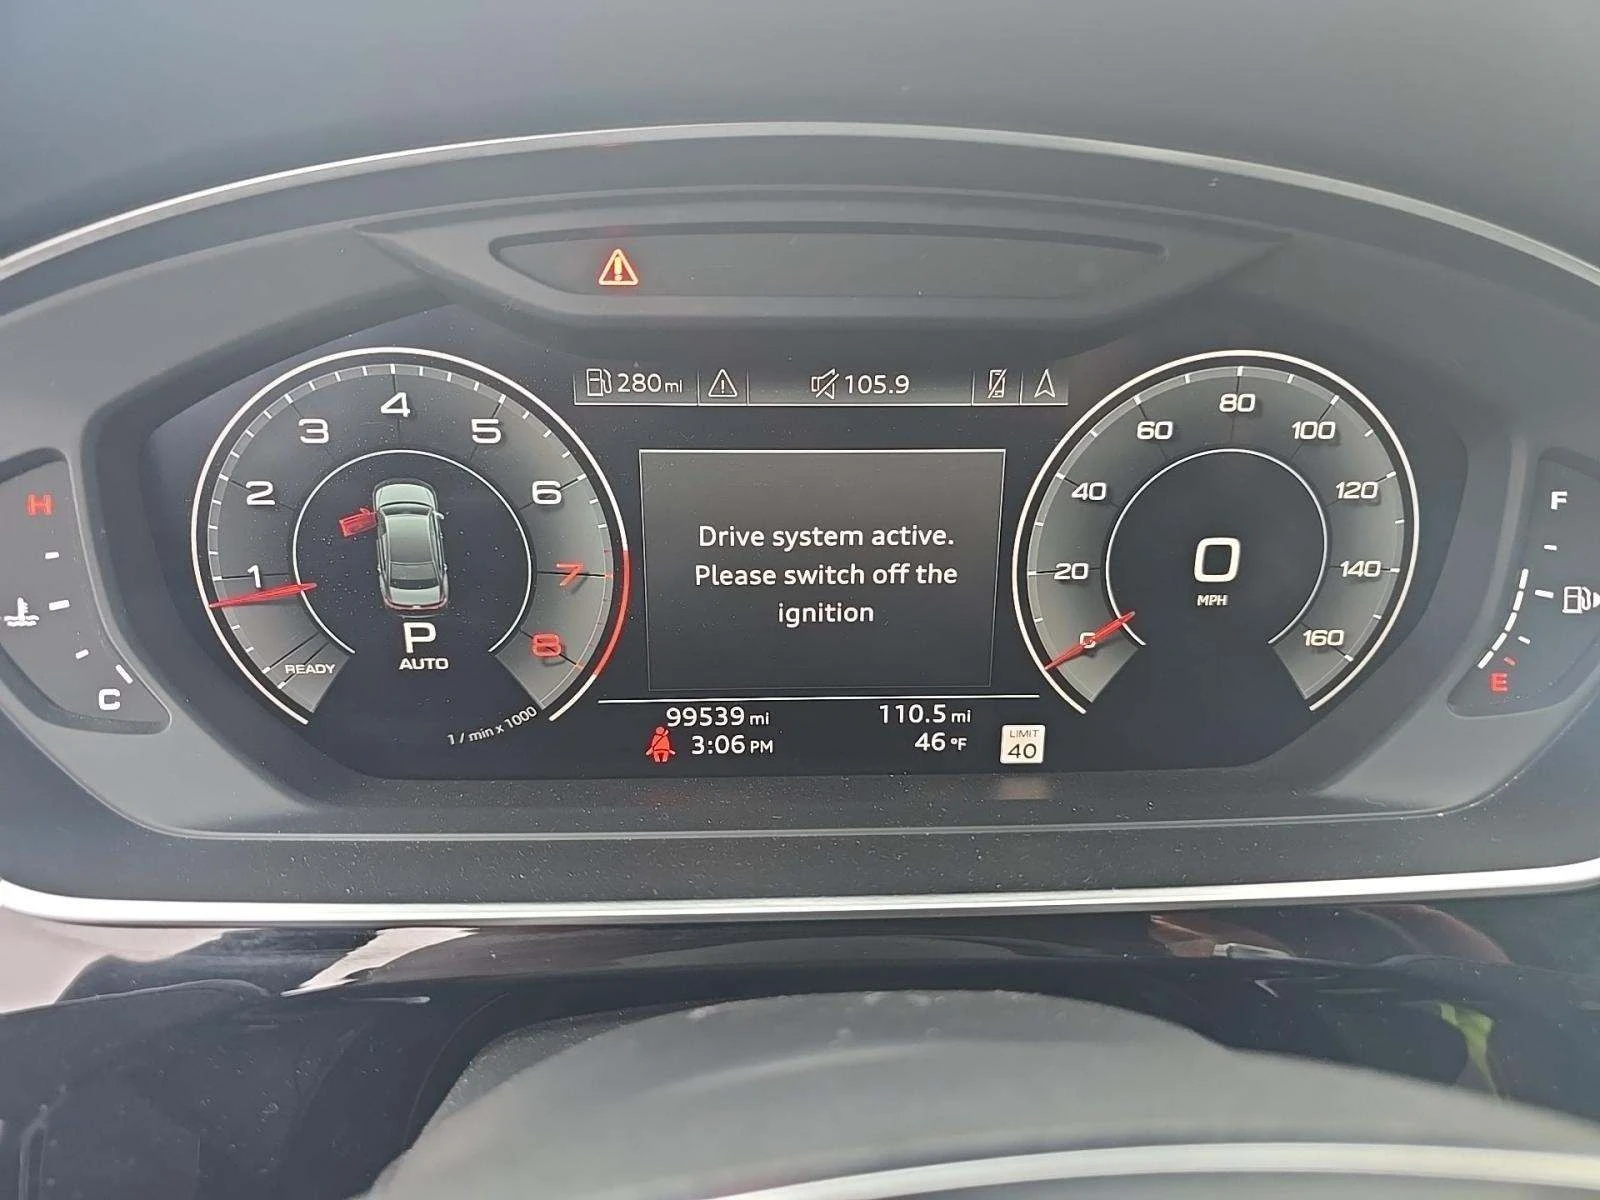 280 mi
105.9
1
2
3
4
5
6
7
8
READY
P
AUTO
1 / min x 1000
H
C
Drive system active.
Please switch off the
ignition
99539 mi
110.5 mi
3:06 PM
46 °F
LIMIT
40
0
20
40
60
80
100
120
140
160
0
MPH
F
E